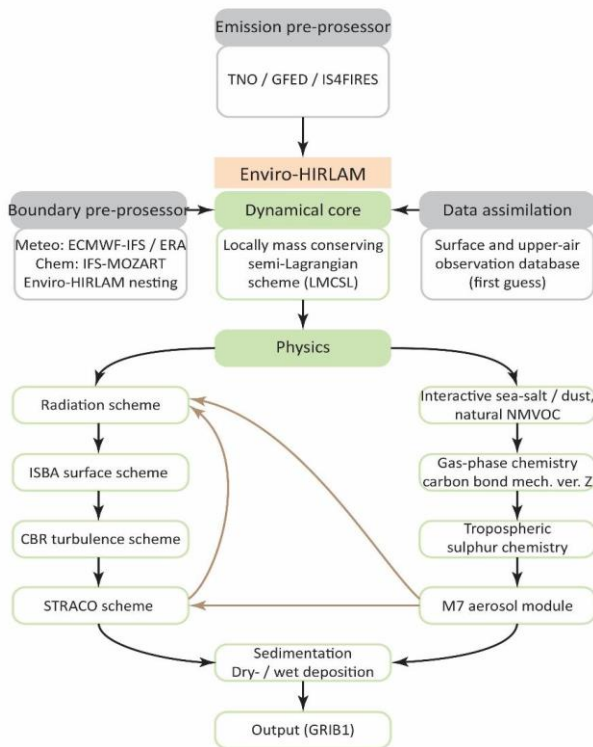 Emission pre-prosessor
TNO / GFED / IS4FIRES
Enviro-HIRLAM
Boundary pre-prosessor
Meteo: ECMWF-IFS / ERA
Chem: IFS-MOZART
Enviro-HIRLAM nesting
Dynamical core
Locally mass conserving
semi-Lagrangian
scheme (LMCSL)
Data assimilation
Surface and upper-air
observation database
(first guess)
Physics
Radiation scheme
ISBA surface scheme
CBR turbulence scheme
STRACO scheme
Interactive sea-salt / dust,
natural NMVOC
Gas-phase chemistry
carbon bond mech. ver. Z
Tropospheric
sulphur chemistry
M7 aerosol module
Sedimentation
Dry- / wet deposition
Output (GRIB1)